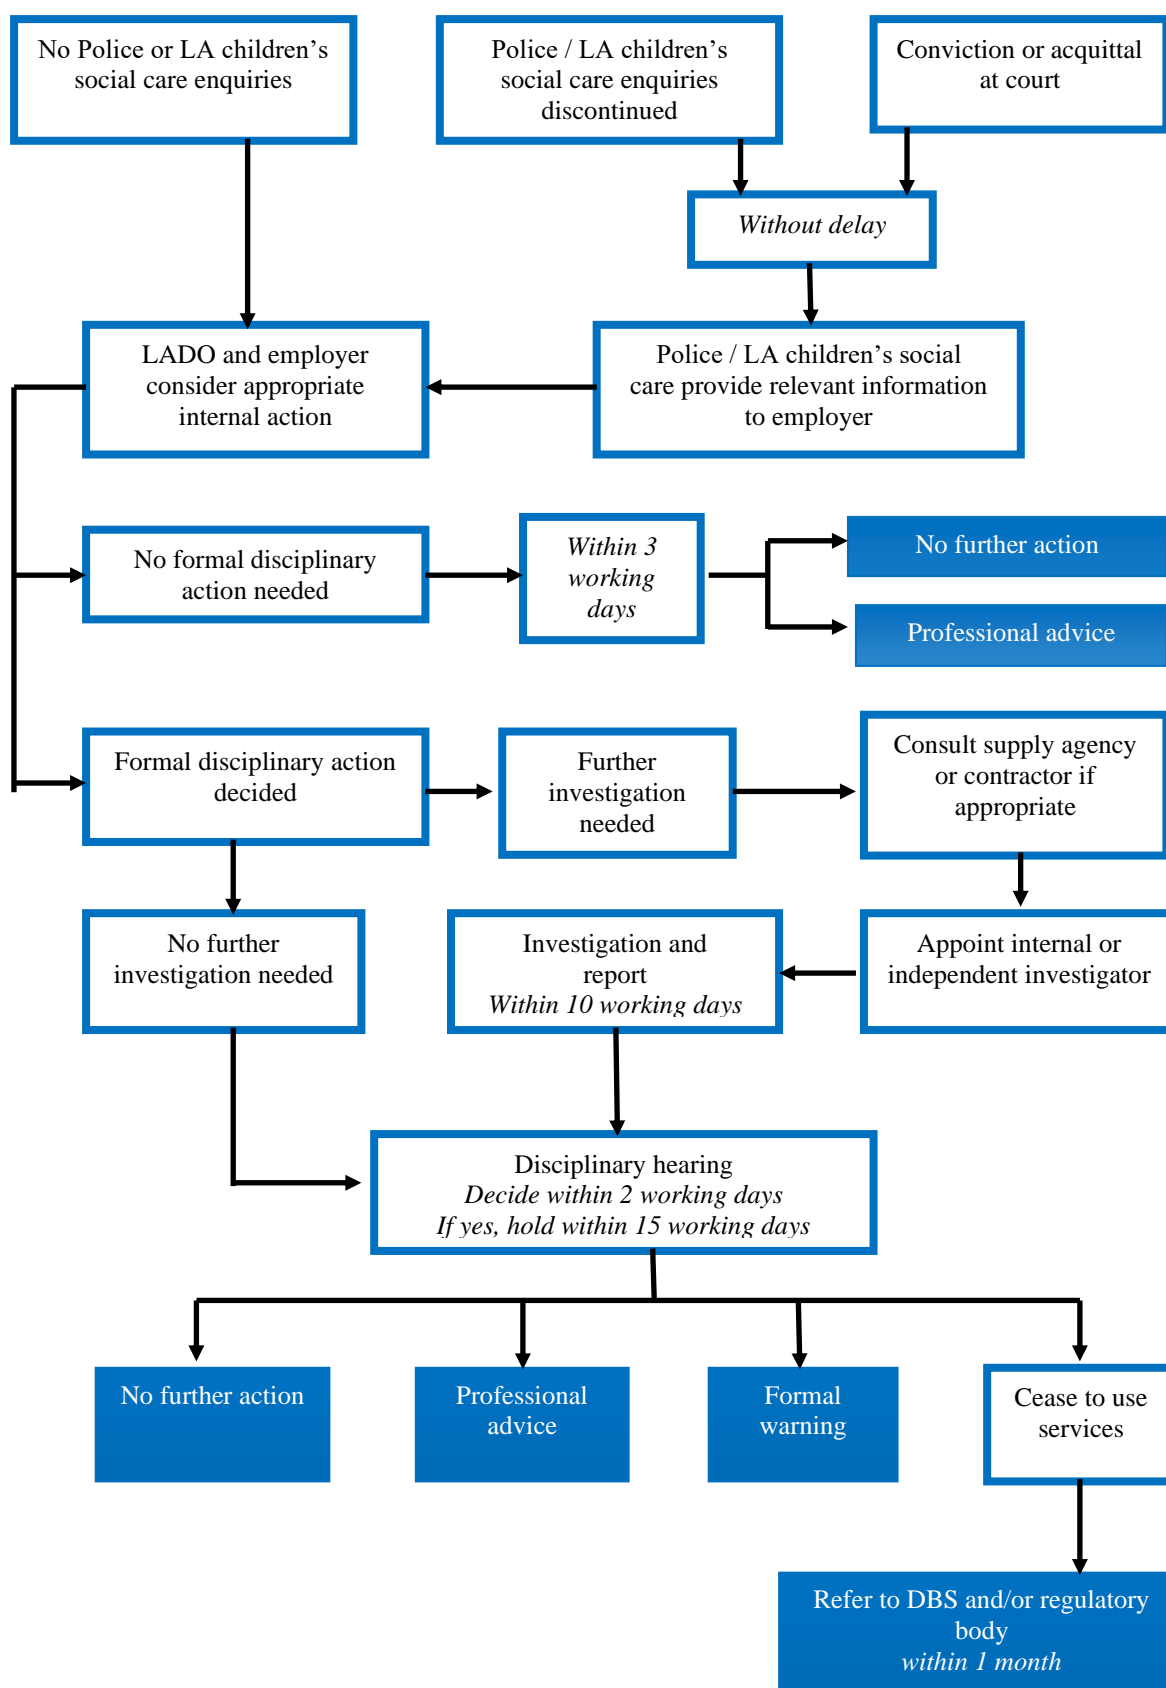 No Police or LA children’s
social care enquiries
Police / LA children’s
social care enquiries
discontinued
Conviction or acquittal
at court
Without delay
LADO and employer
consider appropriate
internal action
Police / LA children’s social
care provide relevant information
to employer
No formal disciplinary
action needed
Within 3
working
days
No further action
Professional advice
Formal disciplinary action
decided
Further
investigation
needed
Consult supply agency
or contractor if
appropriate
No further
investigation needed
Investigation and
report
Within 10 working days
Appoint internal or
independent investigator
Disciplinary hearing
Decide within 2 working days
If yes, hold within 15 working days
No further action
Professional
advice
Formal
warning
Cease to use
services
Refer to DBS and/or regulatory
body
within 1 month